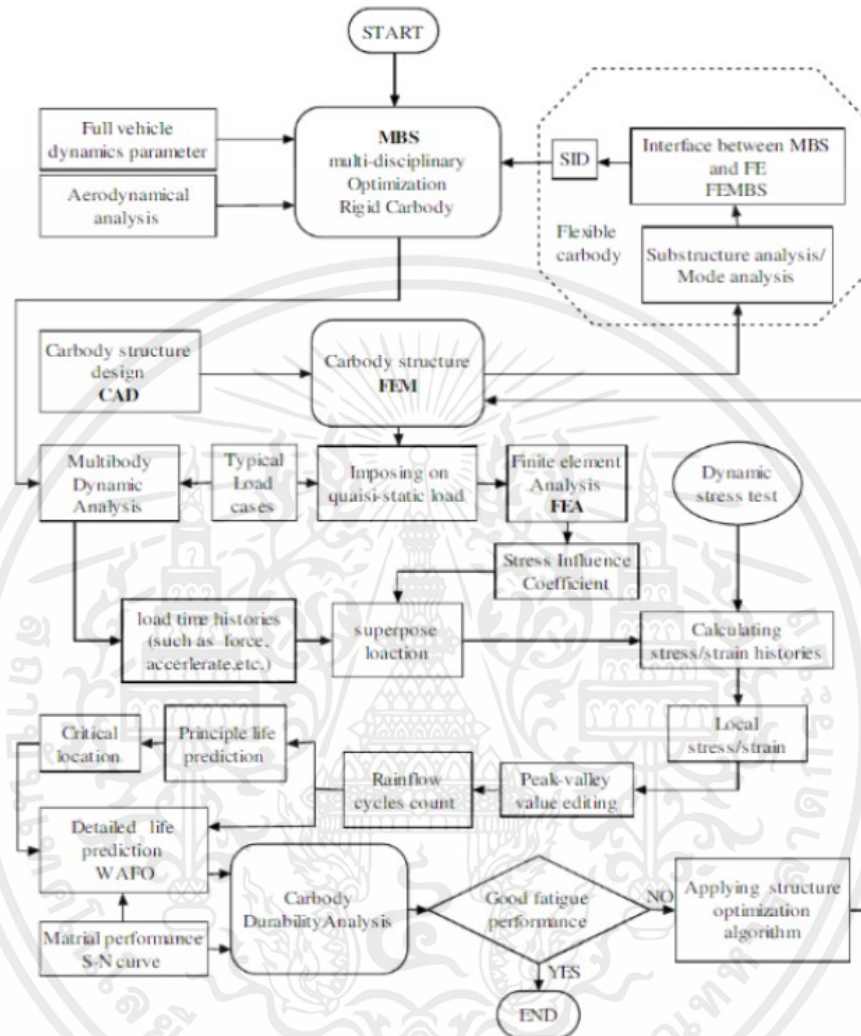 START
Full vehicle
dynamics parameter
Aerodynamical
analysis
MBS
multi-disciplinary
Optimization
Rigid Carbody
SID
Interface between MBS
and FE
FEMBS
Flexible
carbody
Substructure analysis/
Mode analysis
Carbody structure
design
CAD
Carbody structure
FEM
Multibody
Dynamic
Analysis
Typical
Load
cases
Imposing on
quaisi-static load
Finite element
Analysis
FEA
Dynamic
stress test
Stress Influence
Coefficient
load time histories
(such as force,
accerlerate,etc.)
superpose
loaction
Calculating
stress/strain histories
Critical
location
Principle life
prediction
Rainflow
cycles count
Peak-valley
value editing
Local
stress/strain
Detailed life
prediction
WAFO
Matrial performance
S-N curve
Carbody
Durability Analysis
Good fatigue
performance
NO
Applying structure
optimization
algorithm
YES
END